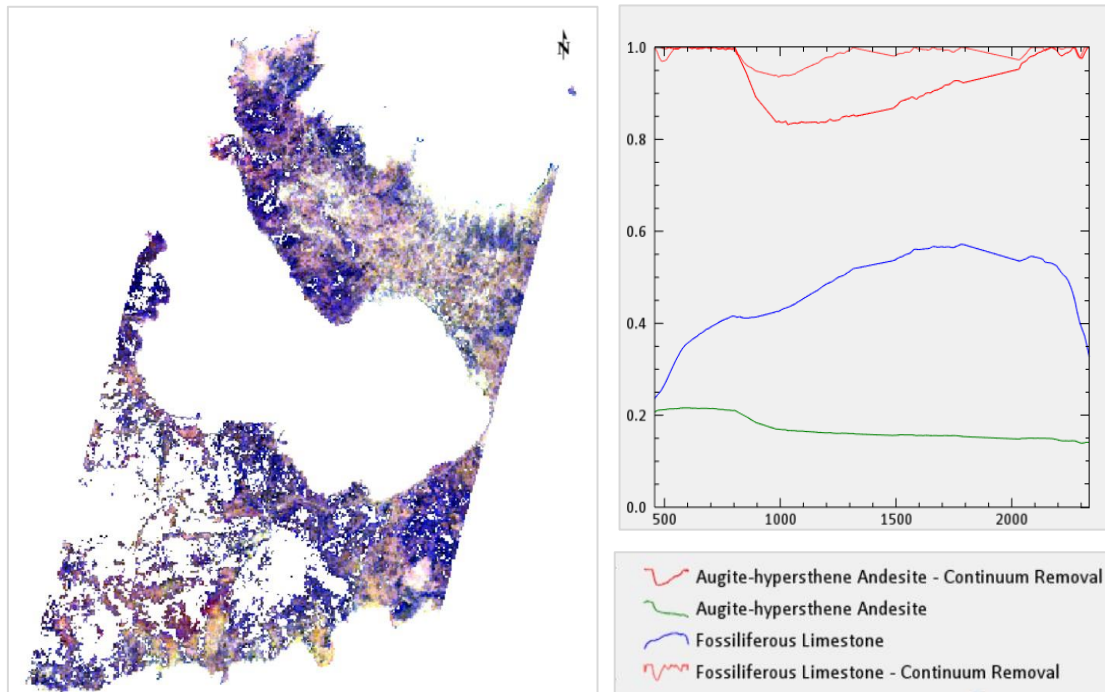 N
1.0
0.8
0.6
0.4
0.2
0.0
500 1000 1500 2000
Augite-hypersthene Andesite - Continuum Removal
Augite-hypersthene Andesite
Fossiliferous Limestone
Fossiliferous Limestone - Continuum Removal